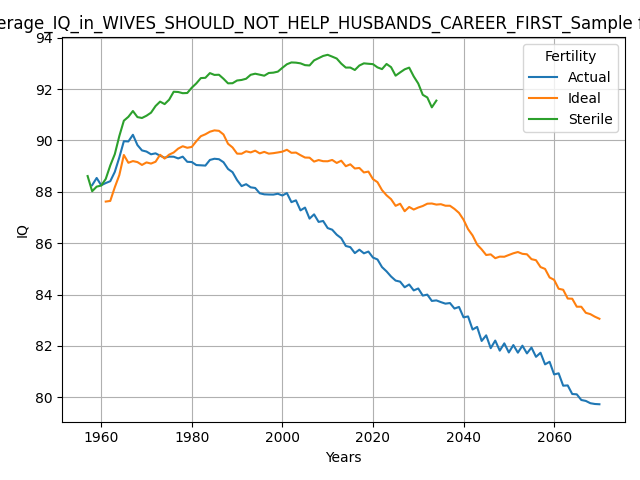 erage_IQ_in_WIVES_SHOULD_NOT_HELP_HUSBANDS_CAREER_FIRST_Sample
Fertility
Actual
Ideal
Sterile
94
92
90
88
86
84
82
80
IQ
1960
1980
2000
2020
2040
2060
Years